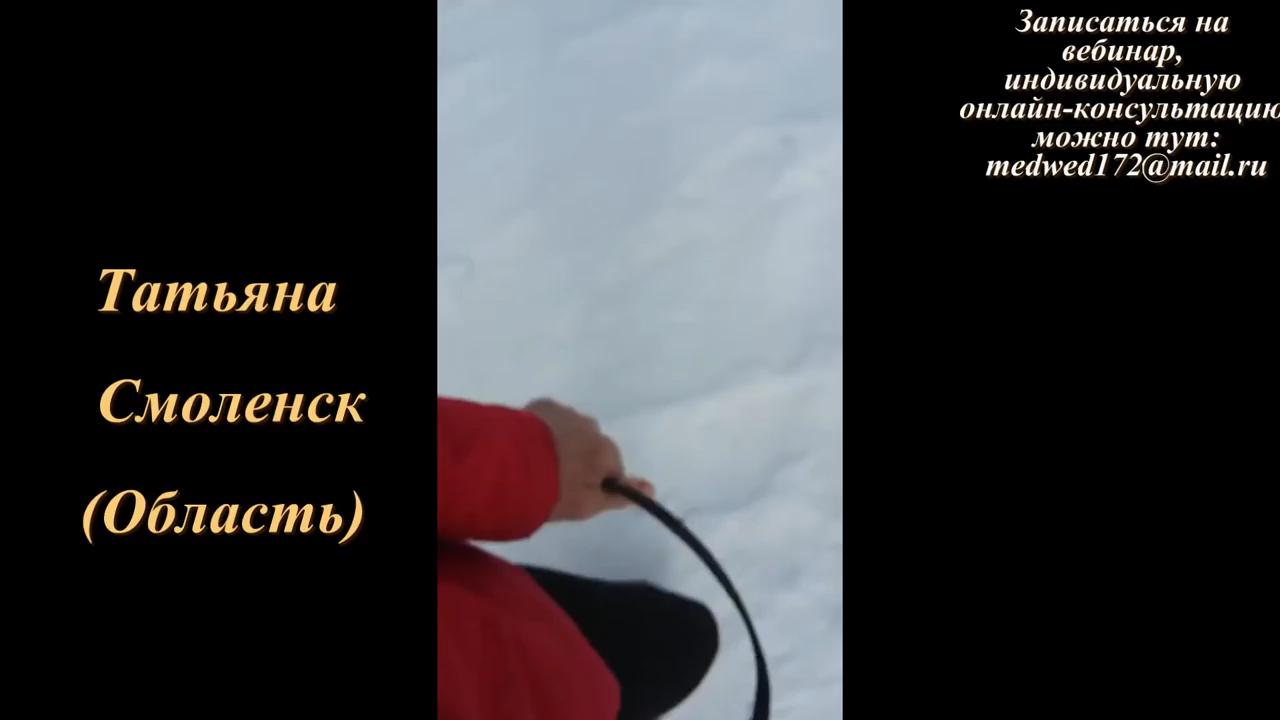 Татьяна
Смоленск
(Область)
Записаться на
вебинар,
индивидуальную
онлайн-консультацию
можно тут:
medwed172@mail.ru